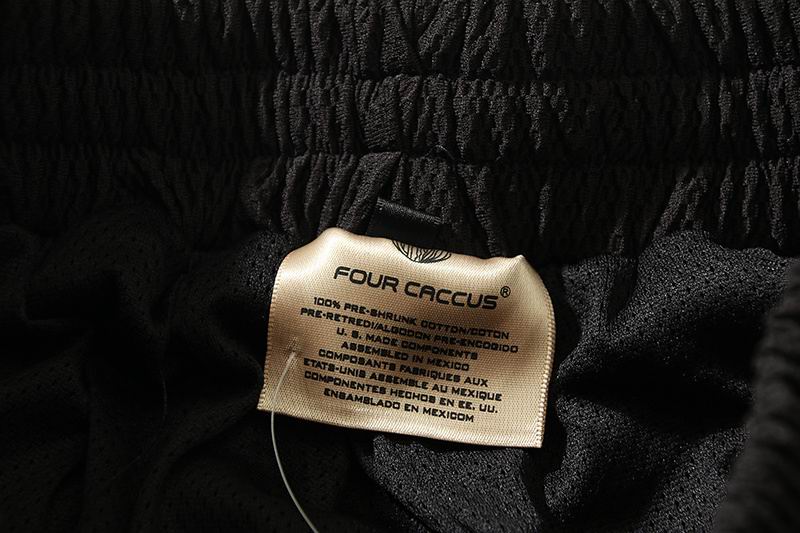 FOUR CACCUS®
100% PRE-SHRUNK COTTON/COTON
PRE-RETREDI/ALGODON PRE-ENCOGIDO
U. S. MADE COMPONENTS
ASSEMBLED IN MEXICO
COMPOSANTS FABRIQUES AUX
ETATS-UNIS ASSEMBLE AU MEXIQUE
COMPONENTES HECHOS EN EE. UU.
ENSAMBLADO EN MEXICOM